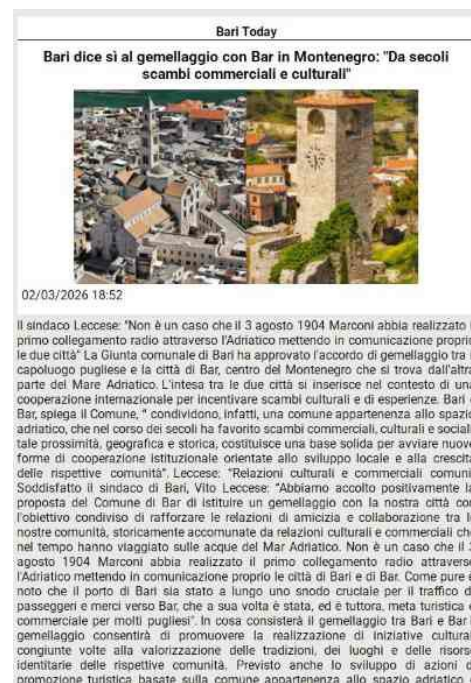 Bari Today
Bari dice sì al gemellaggio con Bar in Montenegro: "Da secoli
scambi commerciali e culturali"
02/03/2026 18:52
Il sindaco Leccese: "Non è un caso che il 3 agosto 1904 Marconi abbia realizzato
primo collegamento radio attraverso l'Adriatico mettendo in comunicazione proprio
le due città" La Giunta comunale di Bari ha approvato l'accordo di gemellaggio tra
capoluogo pugliese e la città di Bar, centro del Montenegro che si trova dall'altra
parte del Mare Adriatico. L'intesa tra le due città si inserisce nel contesto di una
cooperazione internazionale per incentivare scambi culturali e di esperienze. Bari
Bar, spiega il Comune, " condividono, infatti, una comune appartenenza allo spazio
adriatico, che nel corso dei secoli ha favorito scambi commerciali, culturali e sociali
tale prossimità, geografica e storica, costituisce una base solida per avviare nuove
forme di cooperazione istituzionale orientate allo sviluppo locale e alla crescita
delle rispettive comunità". Leccese: "Relazioni culturali e commerciali comuni
Soddisfatto il sindaco di Bari, Vito Leccese: "Abbiamo accolto positivamente la
proposta del Comune di Bar di istituire un gemellaggio con la nostra città con
l'obiettivo condiviso di rafforzare le relazioni di amicizia e collaborazione tra
nostre comunità, storicamente accomunate da relazioni culturali e commerciali che
nel tempo hanno viaggiato sulle acque del Mar Adriatico. Non è un caso che il
agosto 1904 Marconi abbia realizzato il primo collegamento radio attraverso
l'Adriatico mettendo in comunicazione proprio le città di Bari e di Bar. Come pure
noto che il porto di Bari sia stato a lungo uno snodo cruciale per il traffico
passeggeri e merci verso Bar, che a sua volta è stata, ed è tuttora, meta turistica
commerciale per molti pugliesi". In cosa consisterà il gemellaggio tra Bari e Bar
gemellaggio consentirà di promuovere la realizzazione di iniziative cultural
congiunte volte alla valorizzazione delle tradizioni, dei luoghi e delle risorse
identitarie delle rispettive comunità. Previsto anche lo sviluppo di azioni
promozione turistica basate sulla comune appartenenza allo spazio adriatico